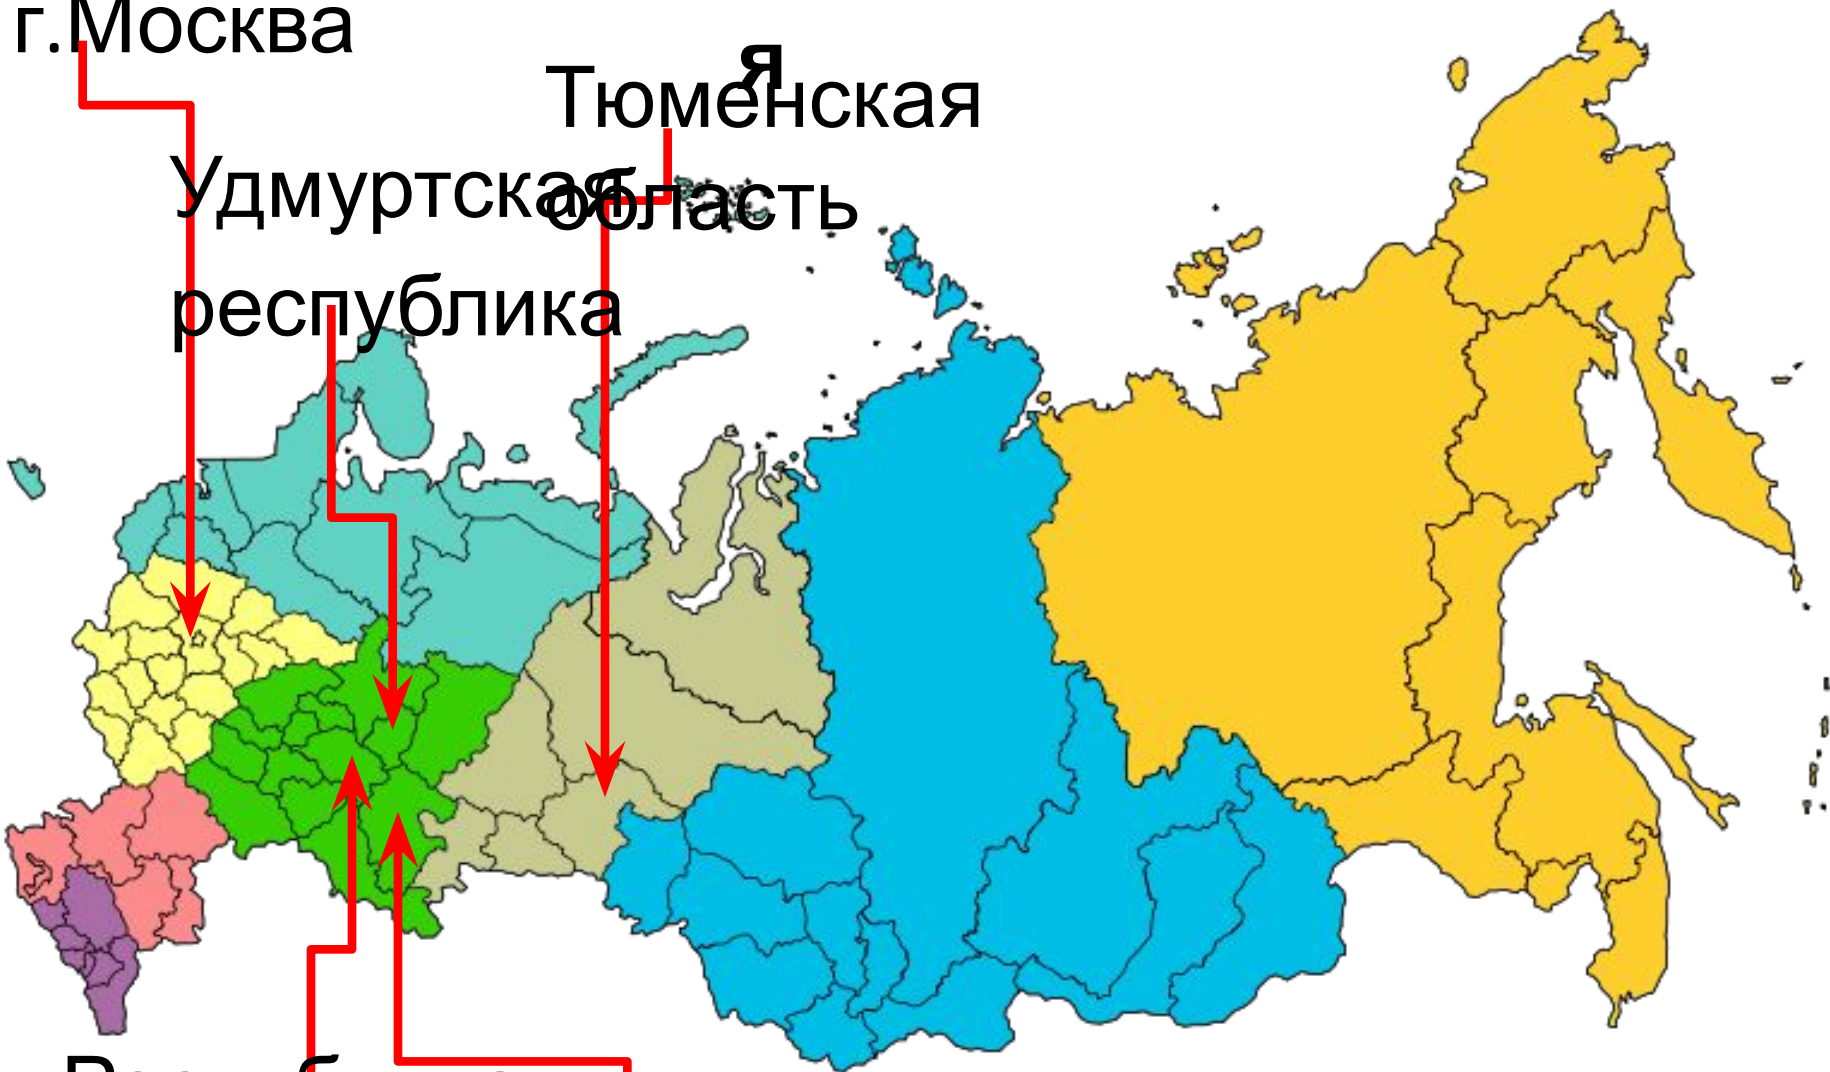 г.Москва
я
Тюменская
область
Удмуртская
республика